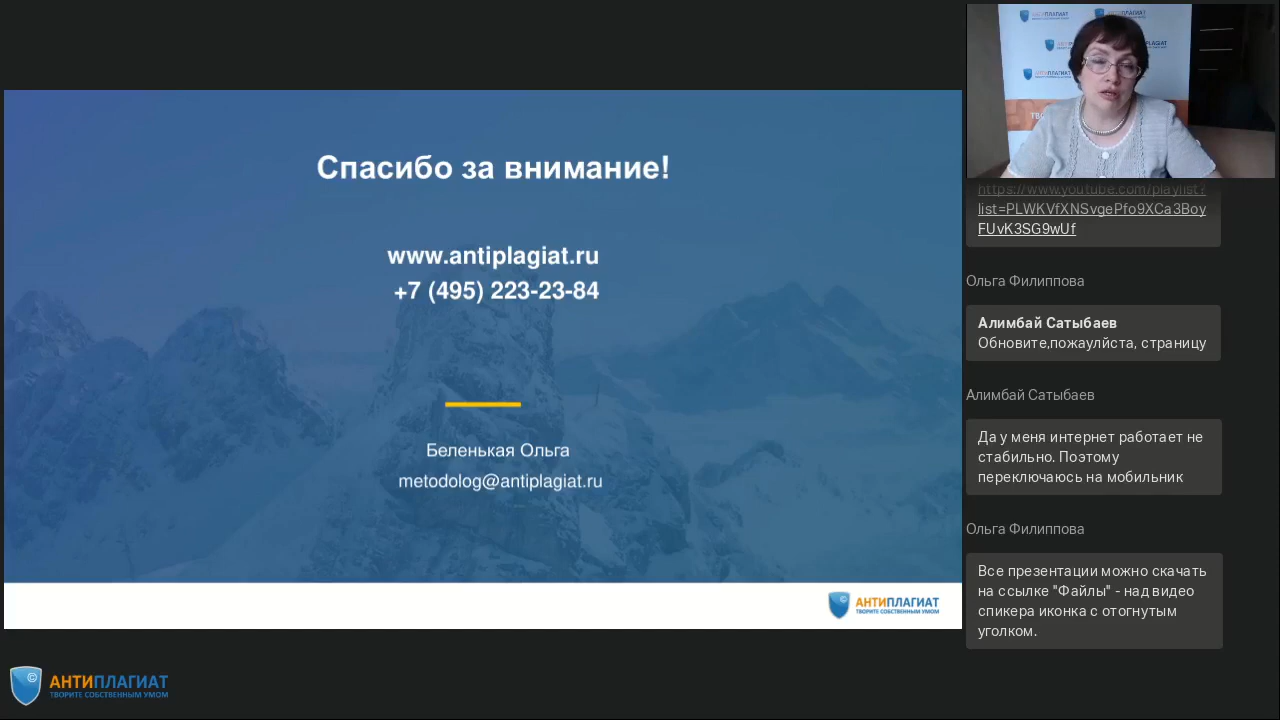 Спасибо за внимание!
www.antiplagiat.ru
+7 (495) 223-23-84
Беленькая Ольга
metodolog@antiplagiat.ru
© АНТИПЛАГИАТ
ТВОРИТЕ СОБСТВЕННЫМ УМОМ
© АНТИПЛАГИАТ
ТВОРИТЕ СОБСТВЕННЫМ УМОМ
https://www.youtube.com/playlist?
list=PLWKVfXNSvgePfo9XCa3Boy
FUvK3SG9wUf
Ольга Филиппова
Алимбай Сатыбаев
Обновите,пожаулйста, страницу
Алимбай Сатыбаев
Да у меня интернет работает не
стабильно. Поэтому
переключаюсь на мобильник
Ольга Филиппова
Все презентации можно скачать
на ссылке "Файлы" - над видео
спикера иконка с отогнутым
уголком.